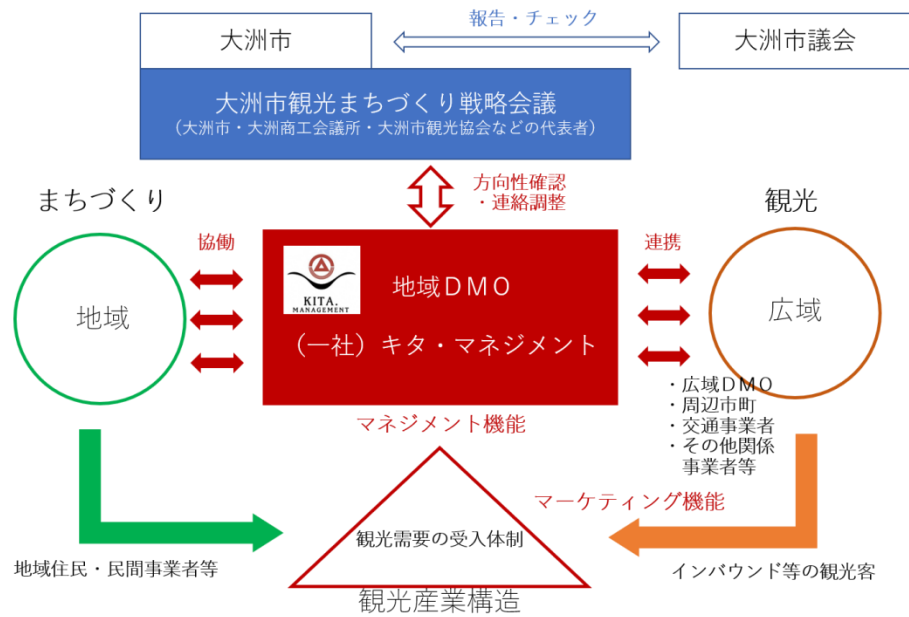 報告・チェック
大洲市
大洲市議会
大洲市観光まちづくり戦略会議
（大洲市・大洲商工会議所・大洲市観光協会などの代表者）
方向性確認
・連絡調整
まちづくり
観光
協働
連携
地域
KITA.
MANAGEMENT
地域ＤＭＯ
（一社）キタ・マネジメント
広域
・広域ＤＭＯ
・周辺市町
・交通事業者
・その他関係
事業者等
マネジメント機能
マーケティング機能
観光需要の受入体制
地域住民・民間事業者等
インバウンド等の観光客
観光産業構造